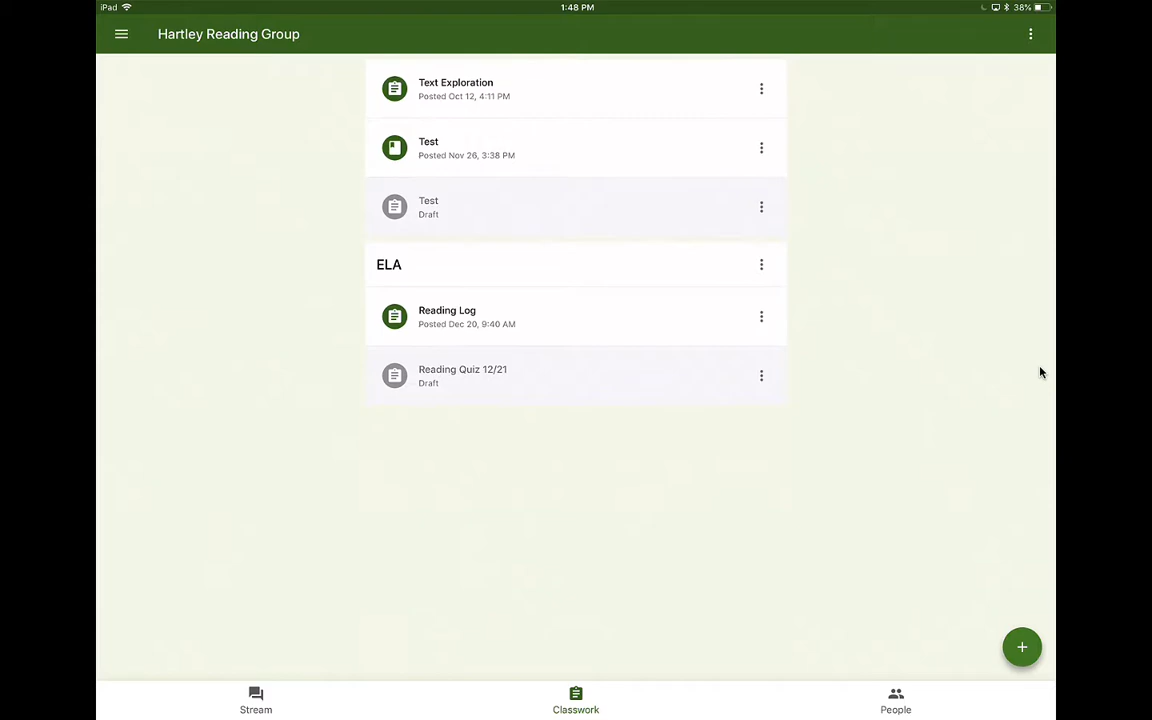 iPad 1:48 PM 38%
Hartley Reading Group
Text Exploration
Posted Oct 12, 4:11 PM
Test
Posted Nov 26, 3:38 PM
Test
Draft
ELA
Reading Log
Posted Dec 20, 9:40 AM
Reading Quiz 12/21
Draft
Stream Classwork People